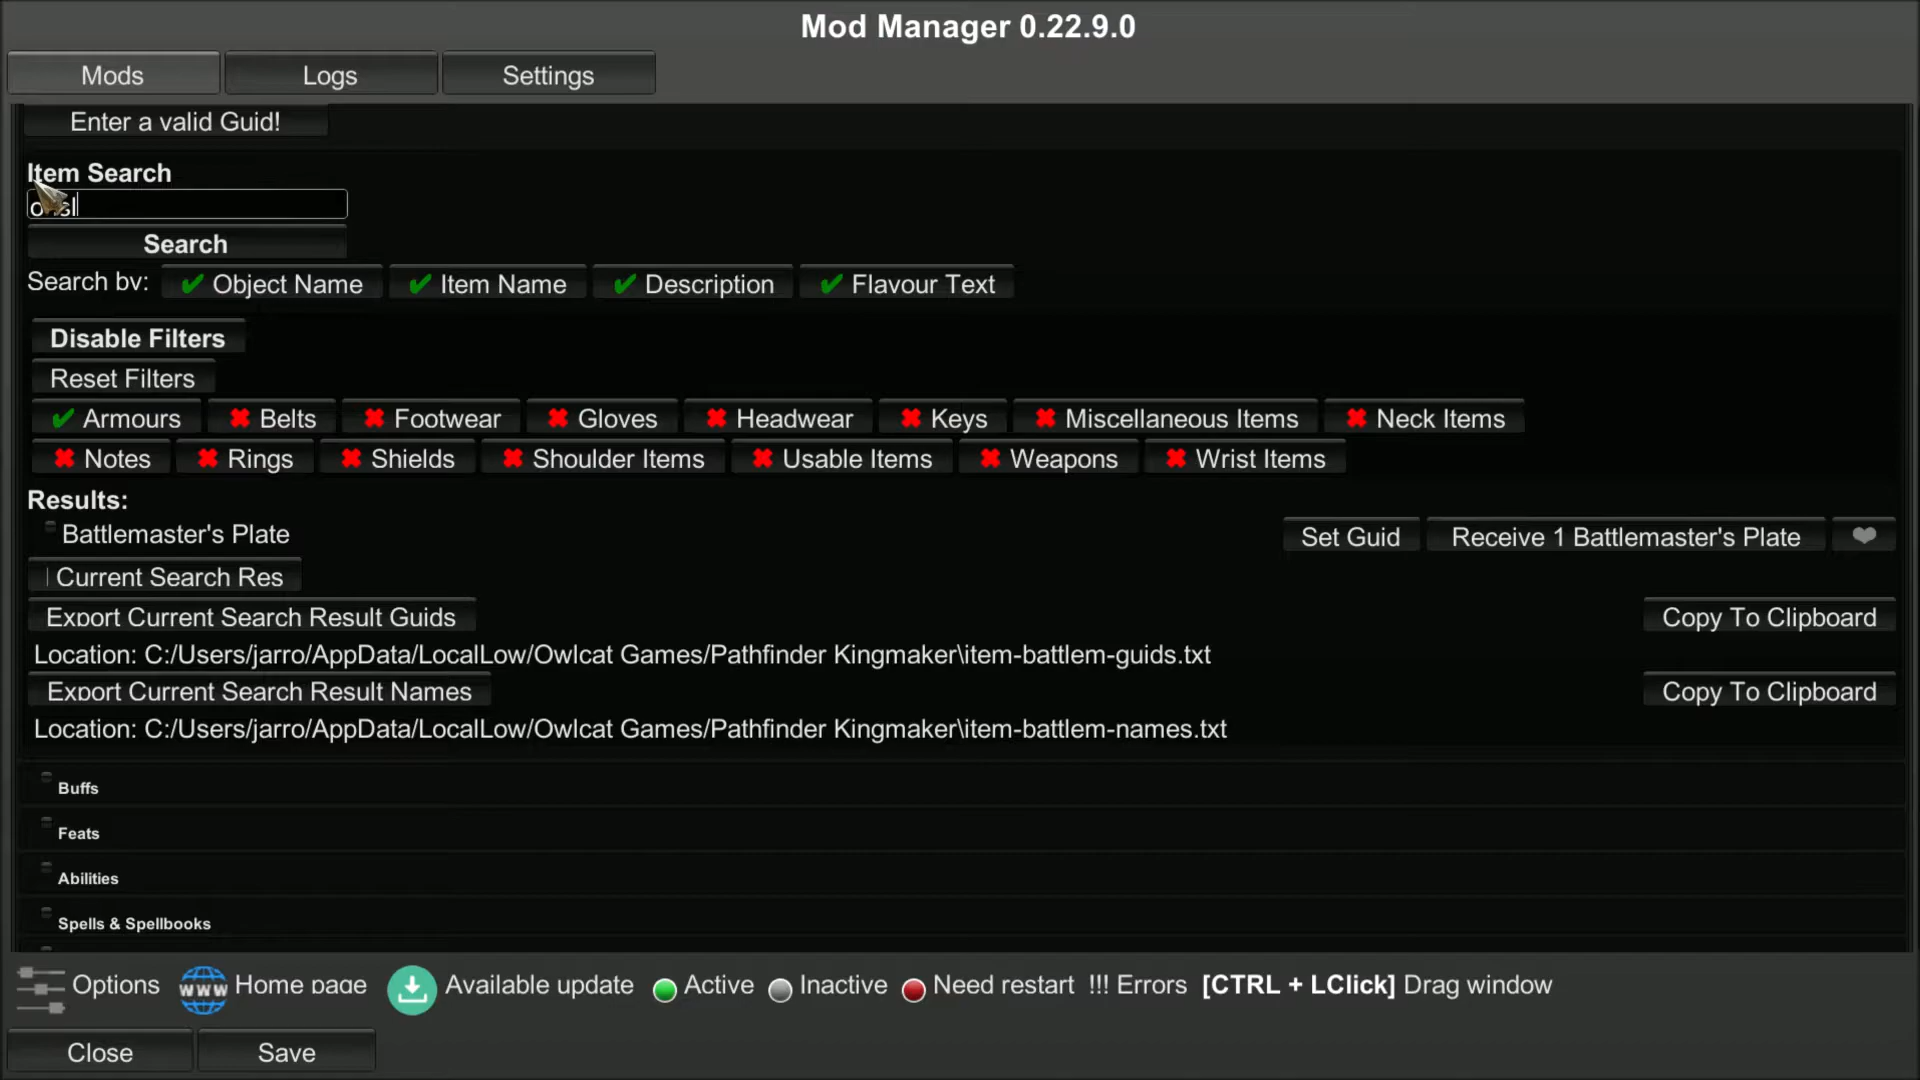 Mod Manager 0.22.9.0
Mods Logs Settings
Enter a valid Guid!
Item Search
Search
Search by: ✔ Object Name ✔ Item Name ✔ Description ✔ Flavour Text
Disable Filters
Reset Filters
✔ Armours ✖ Belts ✖ Footwear ✖ Gloves ✖ Headwear ✖ Keys ✖ Miscellaneous Items ✖ Neck Items
✖ Notes ✖ Rings ✖ Shields ✖ Shoulder Items ✖ Usable Items ✖ Weapons ✖ Wrist Items
Results:
Battlemaster's Plate Set Guid Receive 1 Battlemaster's Plate ❤
Current Search Res
Export Current Search Result Guids Copy To Clipboard
Location: C:/Users/jarro/AppData/LocalLow/Owlcat Games/Pathfinder Kingmaker\item-battlem-guids.txt
Export Current Search Result Names Copy To Clipboard
Location: C:/Users/jarro/AppData/LocalLow/Owlcat Games/Pathfinder Kingmaker\item-battlem-names.txt
Buffs
Feats
Abilities
Spells & Spellbooks
Options www Home page Available update Active Inactive Need restart !!! Errors [CTRL + LClick] Drag window
Close Save